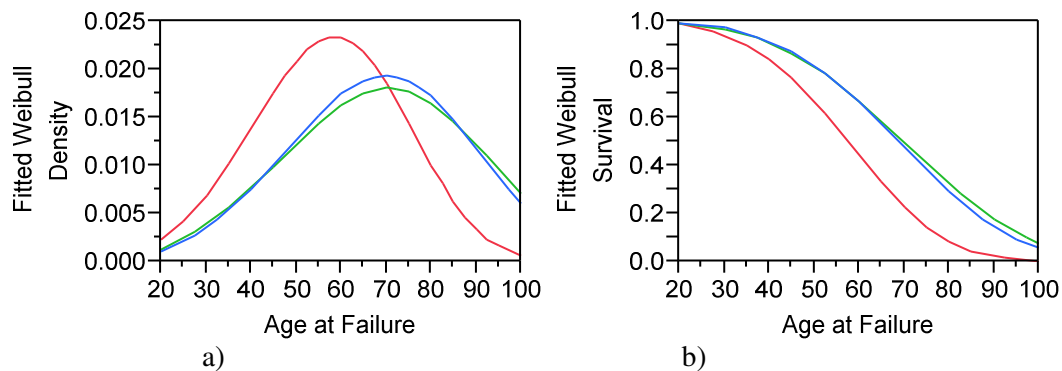 Fitted Weibull
Density
0.025
0.020
0.015
0.010
0.005
0.000
20 30 40 50 60 70 80 90 100
Age at Failure
a)
Fitted Weibull
Survival
1.0
0.8
0.6
0.4
0.2
0.0
20 30 40 50 60 70 80 90 100
Age at Failure
b)